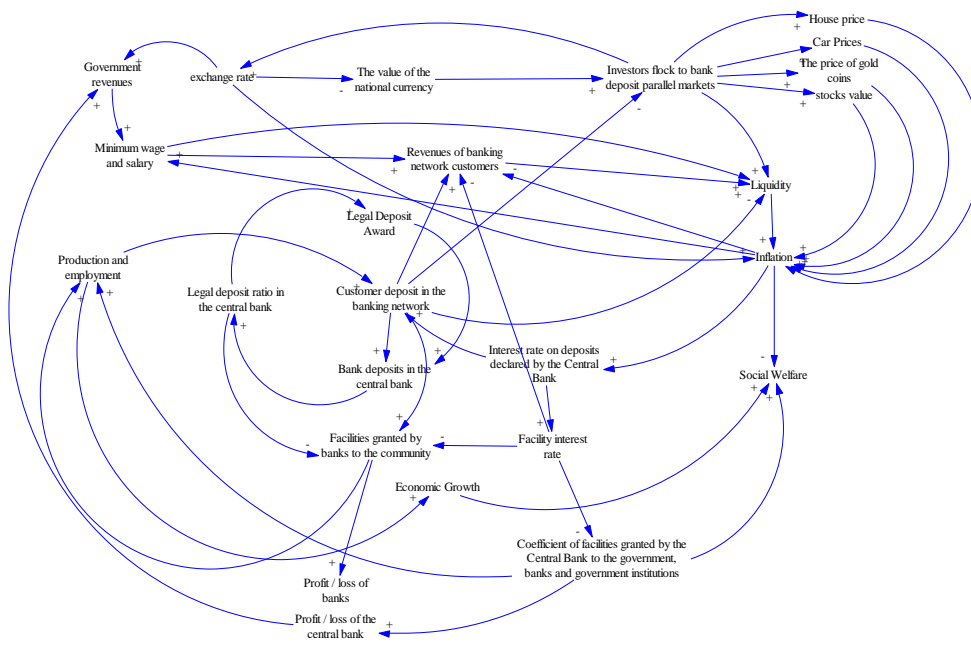 House price
Car Prices
The price of gold
coins
stocks value
Government
revenues
exchange rate
The value of the
national currency
Investors flock to bank
deposit parallel markets
Minimum wage
and salary
Revenues of banking
network customers
Liquidity
Legal Deposit
Award
Production and
employment
Inflation
Legal deposit ratio in
the central bank
Customer deposit in the
banking network
Bank deposits in the
central bank
Interest rate on deposits
declared by the Central
Bank
Social Welfare
Facilities granted by
banks to the community
Facility interest
rate
Economic Growth
Coefficient of facilities granted by the
Central Bank to the government,
banks and government institutions
Profit / loss of
banks
Profit / loss of the
central bank